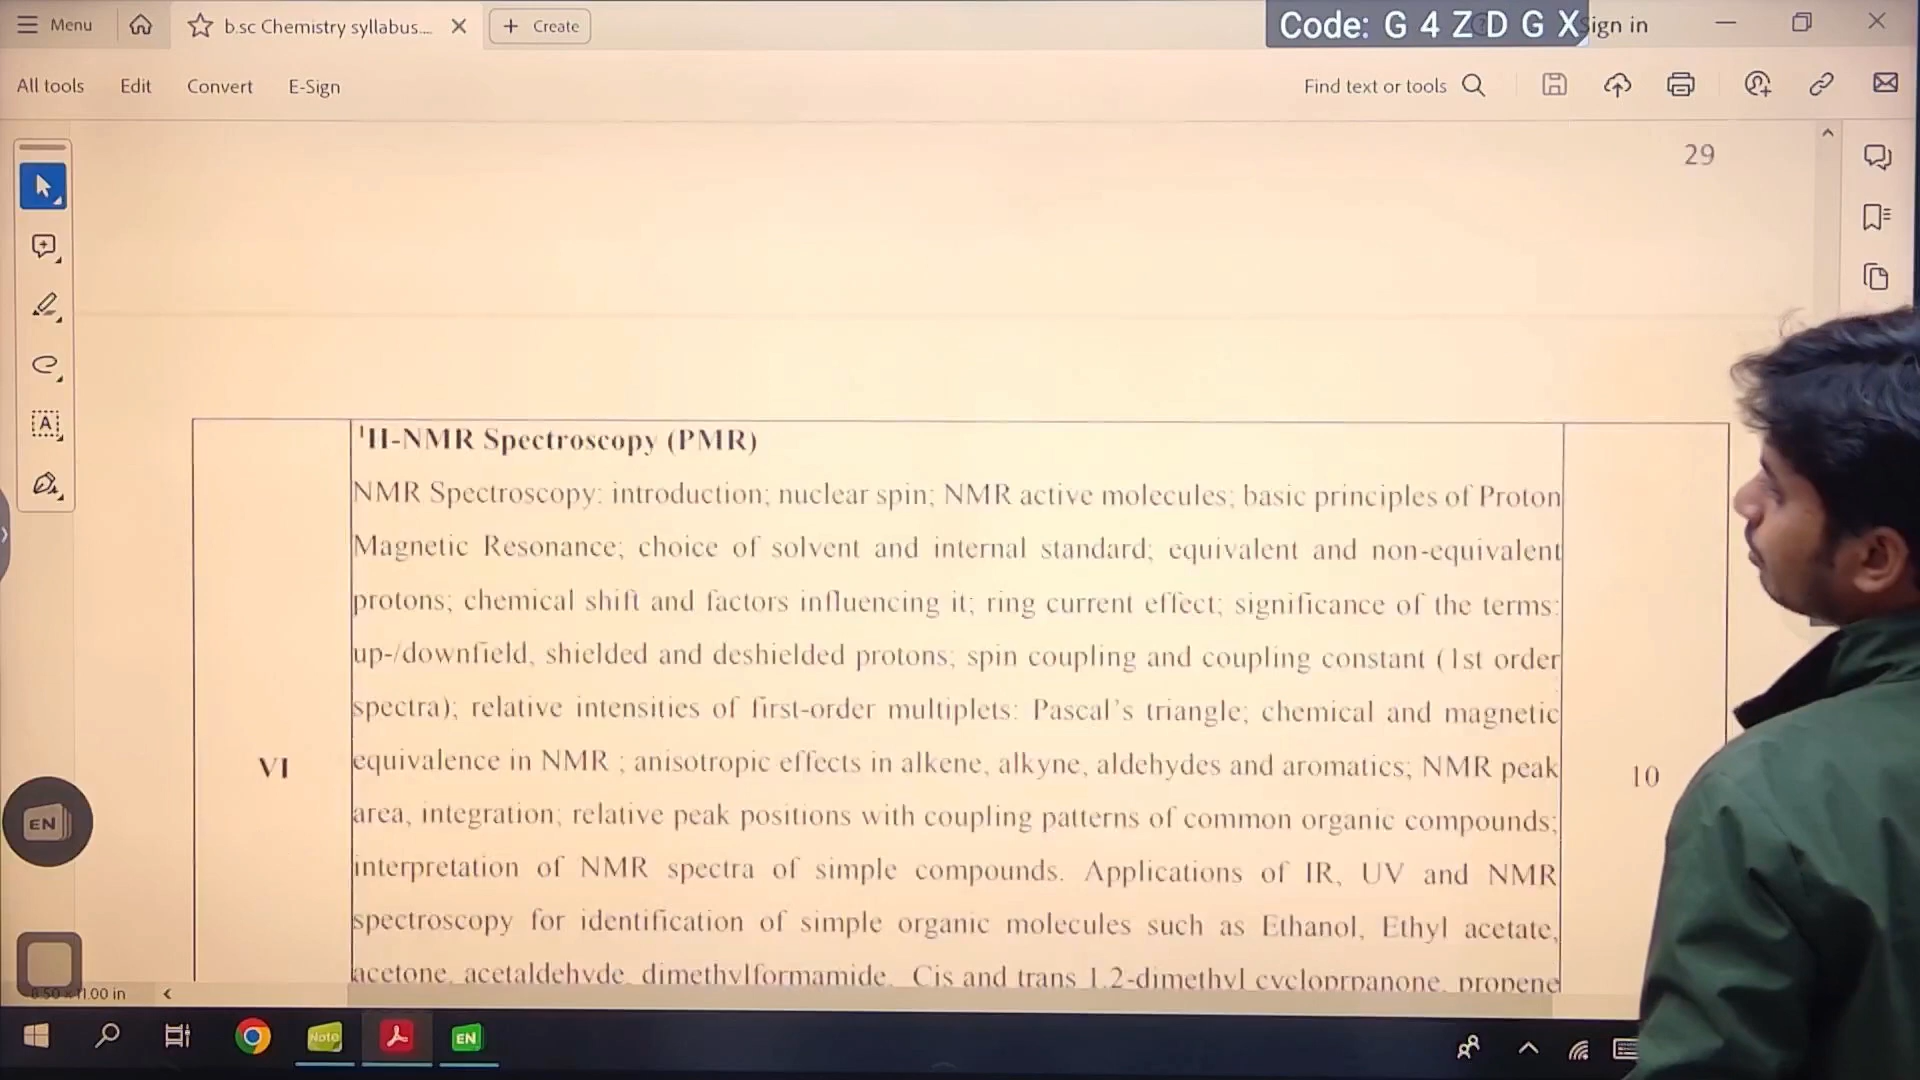 Menu
b.sc Chemistry syllabus...
+ Create
Code: G 4 Z D G X
ign in
All tools
Edit
Convert
E-Sign
Find text or tools
29
¹H-NMR Spectroscopy (PMR)
NMR Spectroscopy: introduction; nuclear spin; NMR active molecules; basic principles of Proton
Magnetic Resonance; choice of solvent and internal standard; equivalent and non-equivalent
protons; chemical shift and factors influencing it; ring current effect; significance of the terms:
up-/downfield, shielded and deshielded protons; spin coupling and coupling constant (1st order
spectra); relative intensities of first-order multiplets: Pascal's triangle; chemical and magnetic
VI
equivalence in NMR ; anisotropic effects in alkene, alkyne, aldehydes and aromatics; NMR peak
10
area, integration; relative peak positions with coupling patterns of common organic compounds;
interpretation of NMR spectra of simple compounds. Applications of IR, UV and NMR
spectroscopy for identification of simple organic molecules such as Ethanol, Ethyl acetate,
acetone, acetaldehyde, dimethylformamide, Cis and trans 1,2-dimethyl cycloprpanone, propene
EN
8.50 x 11.00 in
Note
EN